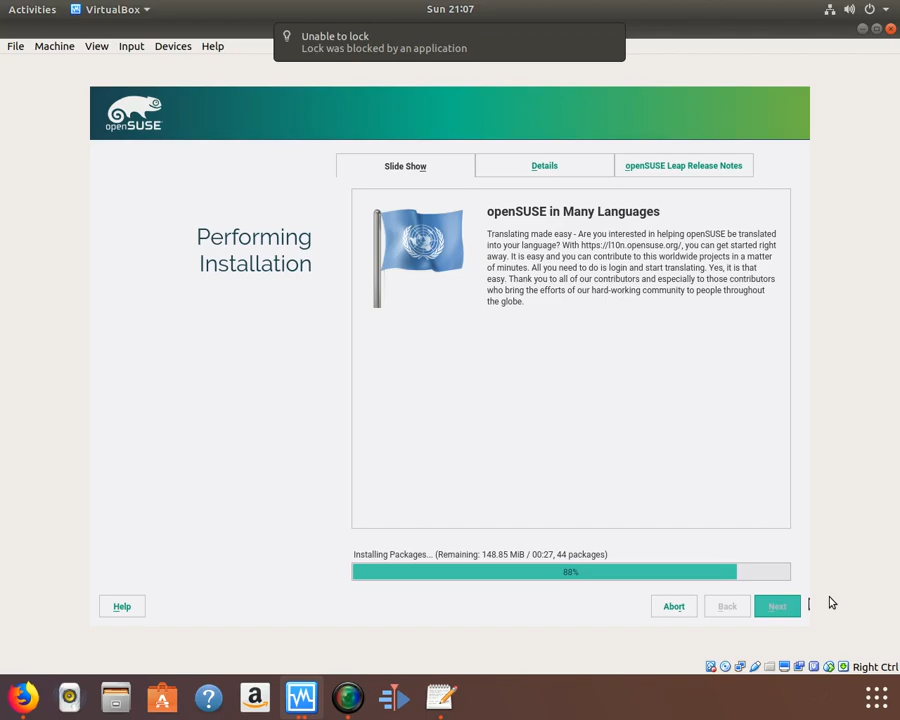 Activities VirtualBox Sun 21:07
Unable to lock
Lock was blocked by an application
File Machine View Input Devices Help
openSUSE
Slide Show Details openSUSE Leap Release Notes
Performing
Installation
openSUSE in Many Languages
Translating made easy - Are you interested in helping openSUSE be translated
into your language? With https://l10n.opensuse.org/, you can get started right
away. It is easy and you can contribute to this worldwide projects in a matter
of minutes. All you need to do is login and start translating. Yes, it is that
easy. Thank you to all of our contributors and especially to those contributors
who bring the efforts of our hard-working community to people throughout
the globe.
Installing Packages... (Remaining: 148.85 MiB / 00:27, 44 packages)
88%
Help Abort Back Next
Right Ctrl